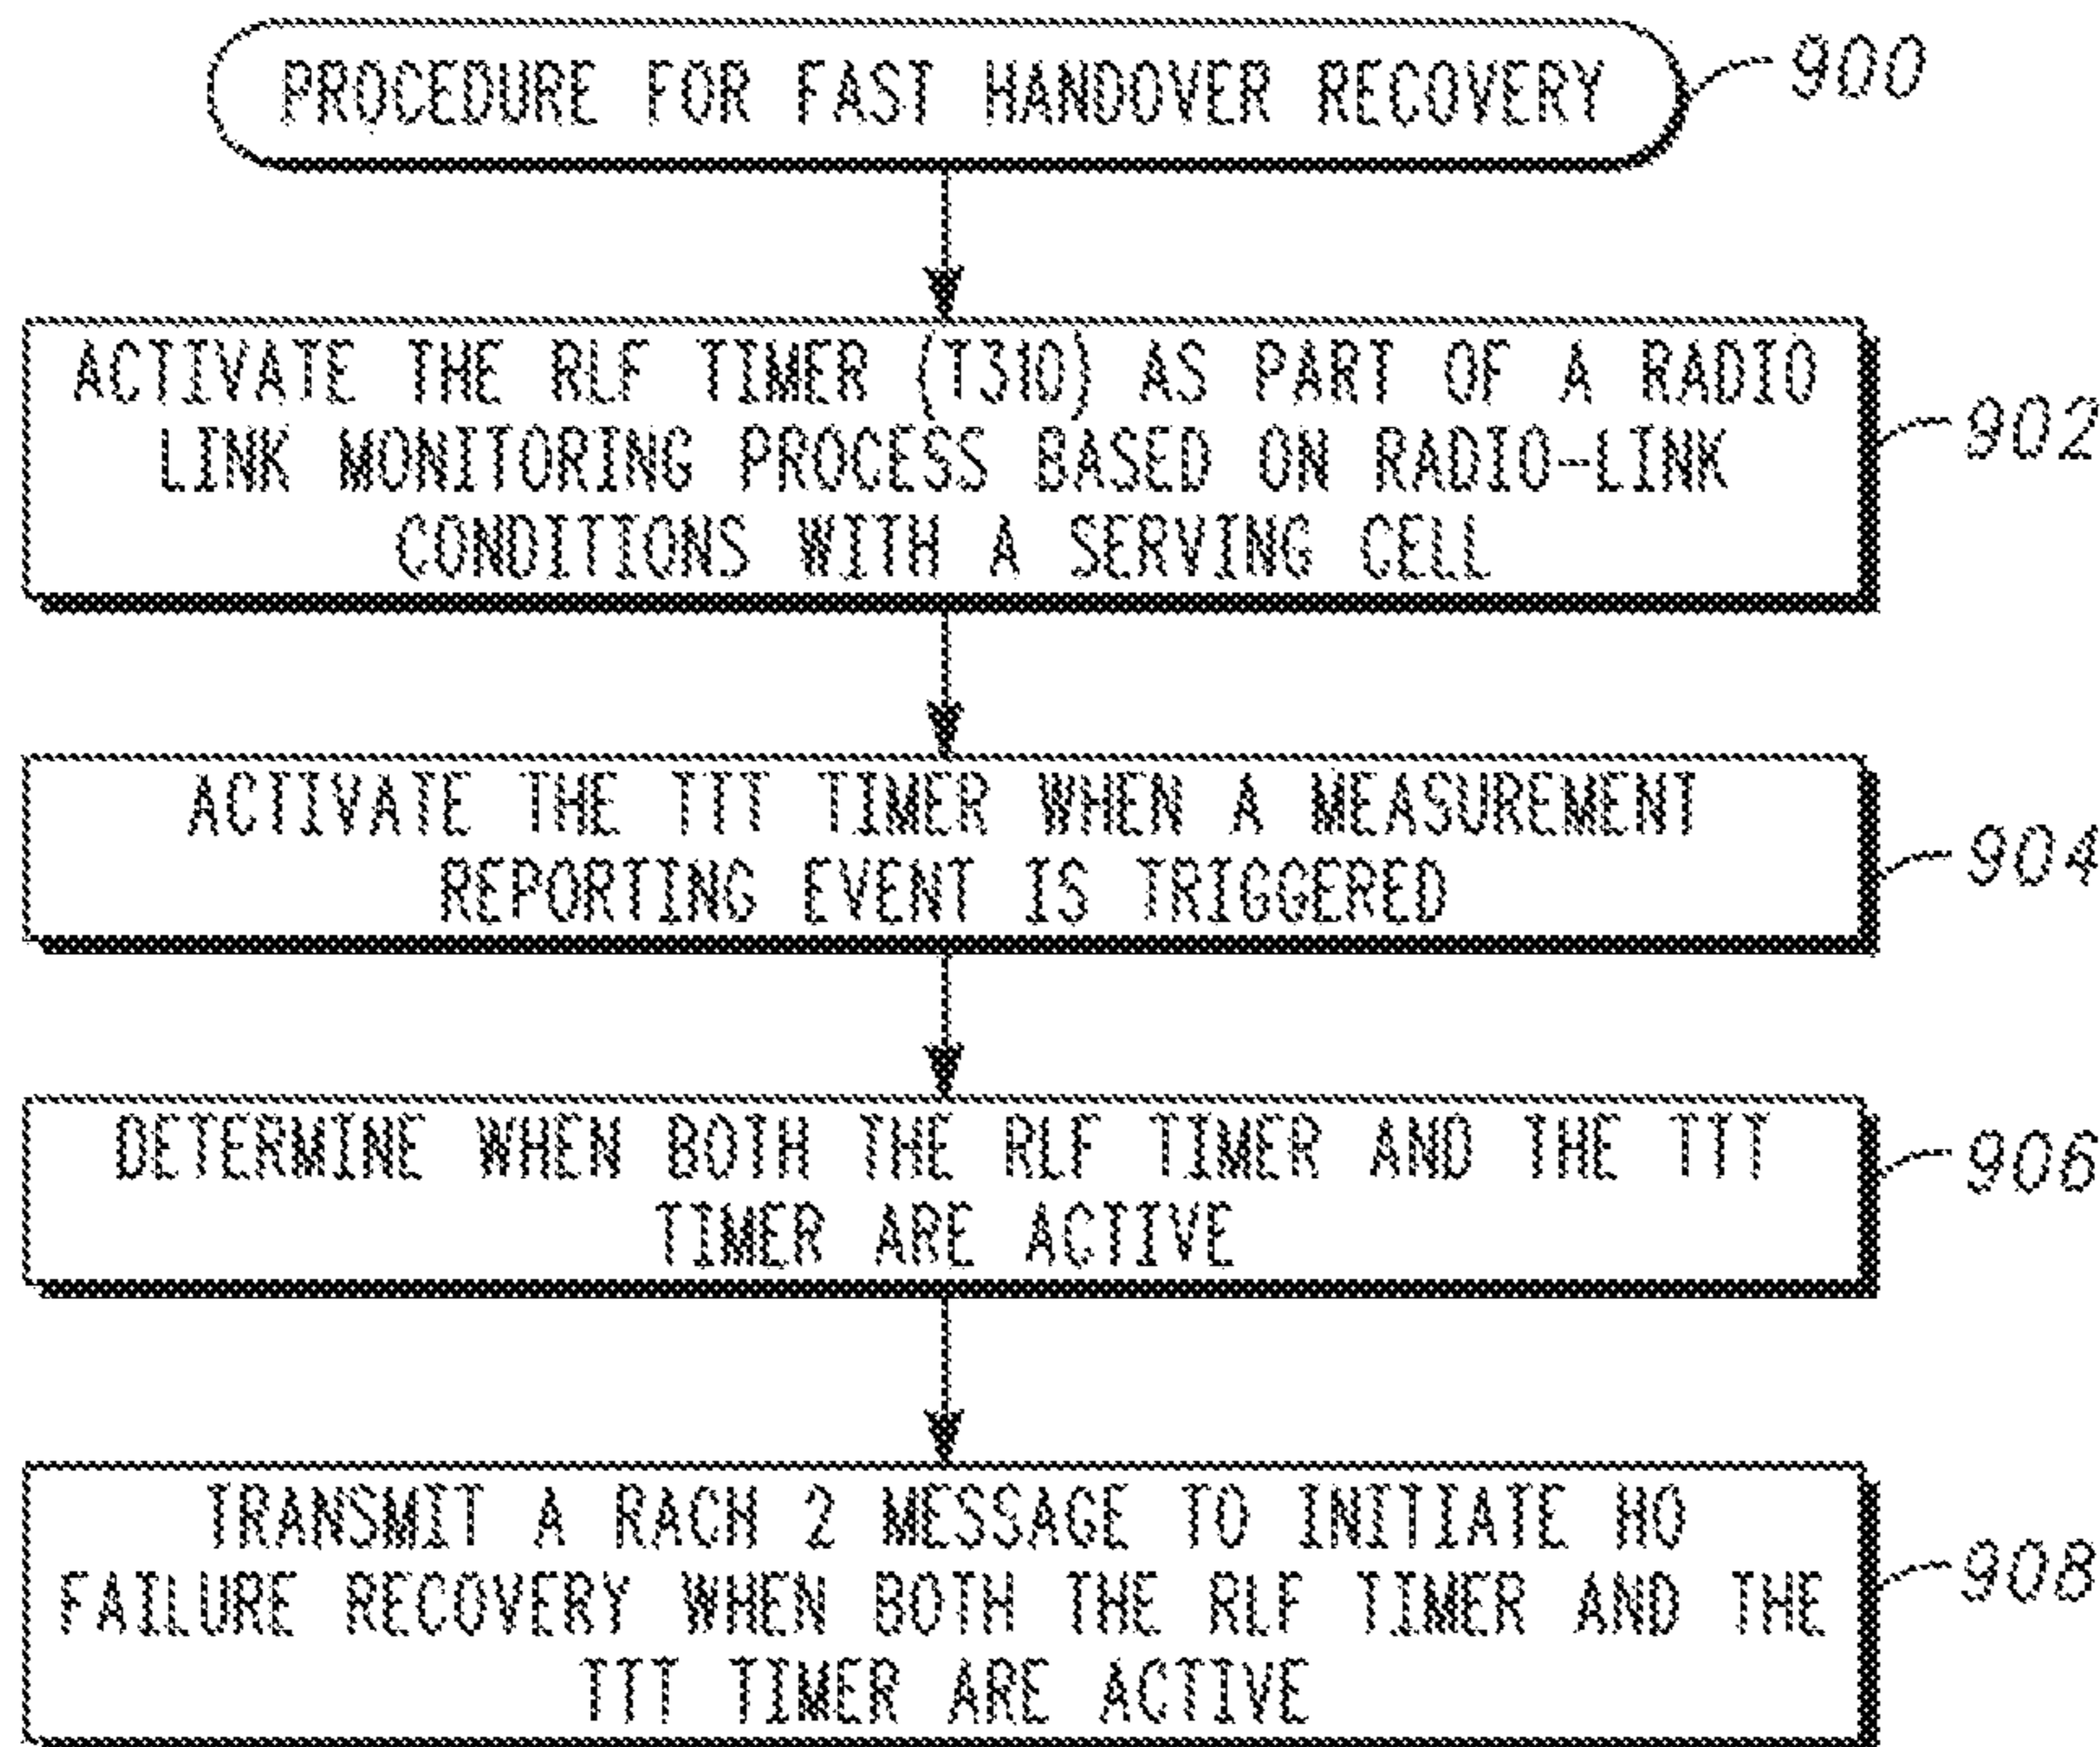 PROCEDURE FOR FAST HANDOVER RECOVERY
900
ACTIVATE THE RLF TIMER (T310) AS PART OF A RADIO
LINK MONITORING PROCESS BASED ON RADIO-LINK
CONDITIONS WITH A SERVING CELL
902
ACTIVATE THE TTT TIMER WHEN A MEASUREMENT
REPORTING EVENT IS TRIGGERED
904
DETERMINE WHEN BOTH THE RLF TIMER AND THE TTT
TIMER ARE ACTIVE
906
TRANSMIT A RACH 2 MESSAGE TO INITIATE HO
FAILURE RECOVERY WHEN BOTH THE RLF TIMER AND THE
TTT TIMER ARE ACTIVE
908